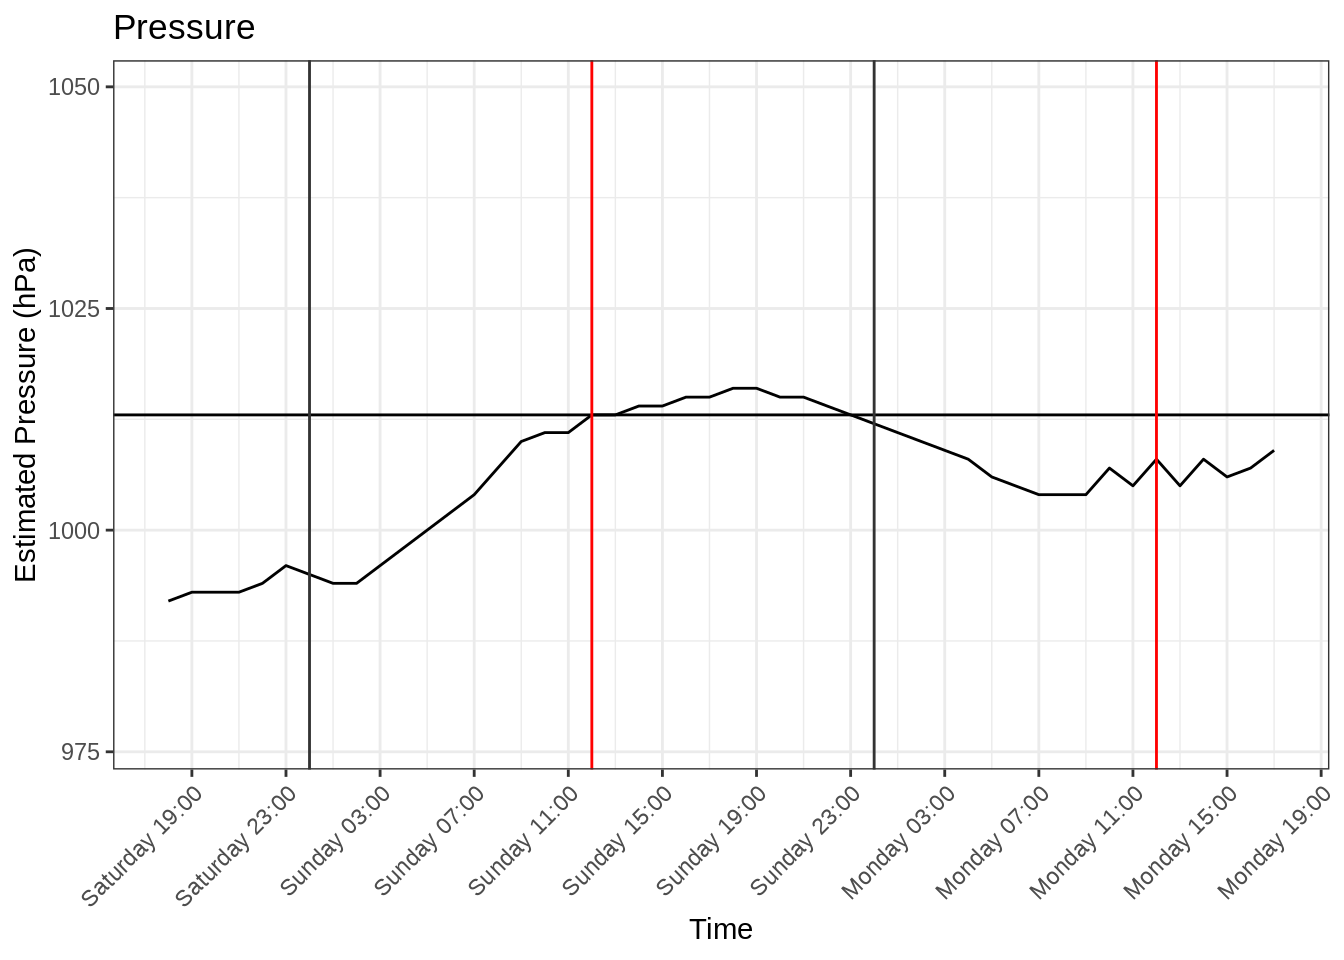 Pressure
Estimated Pressure (hPa)
1050
1025
1000
975
Saturday 19:00
Saturday 23:00
Sunday 03:00
Sunday 07:00
Sunday 11:00
Sunday 15:00
Sunday 19:00
Sunday 23:00
Monday 03:00
Monday 07:00
Monday 11:00
Monday 15:00
Monday 19:00
Time